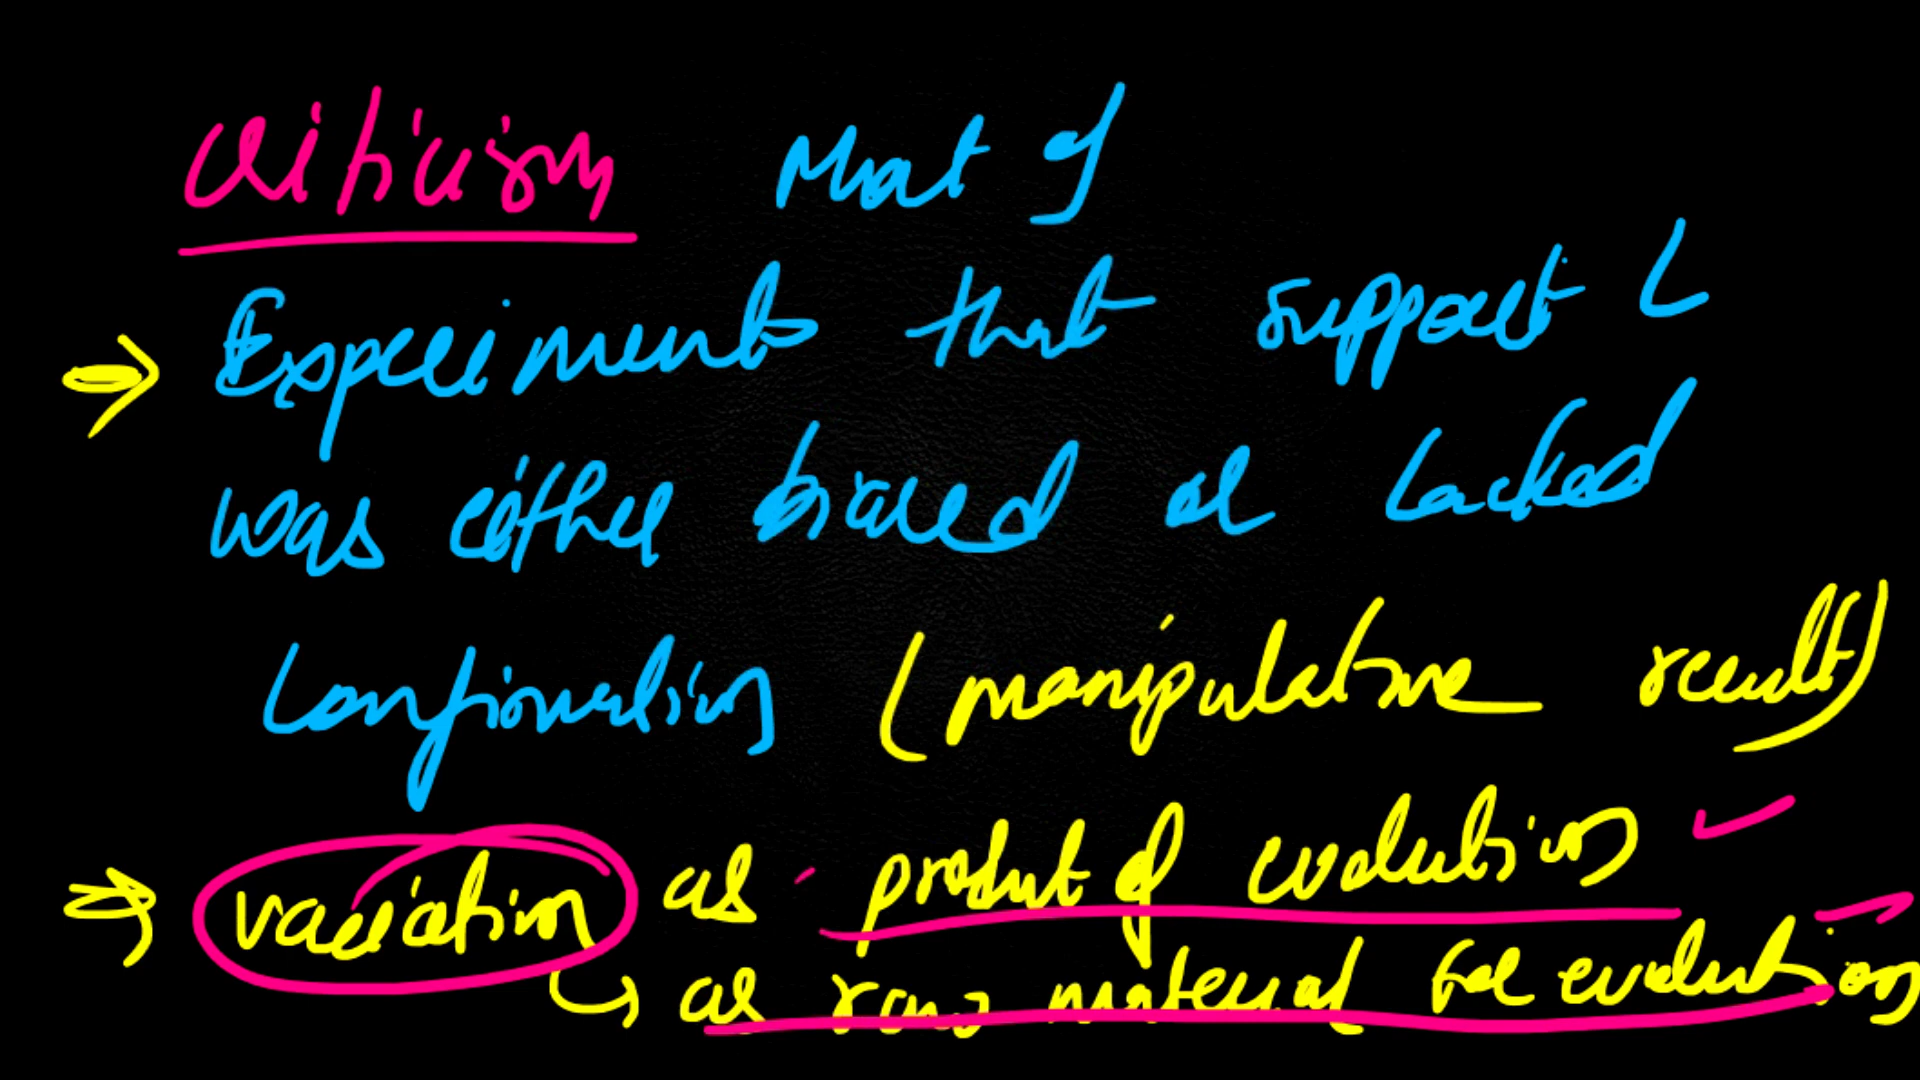 Criticism Most of
Experiments that support L
was either biased or Lacked
Confirmation (manipulative result)
variation as product of evolution
as raw material for evolution